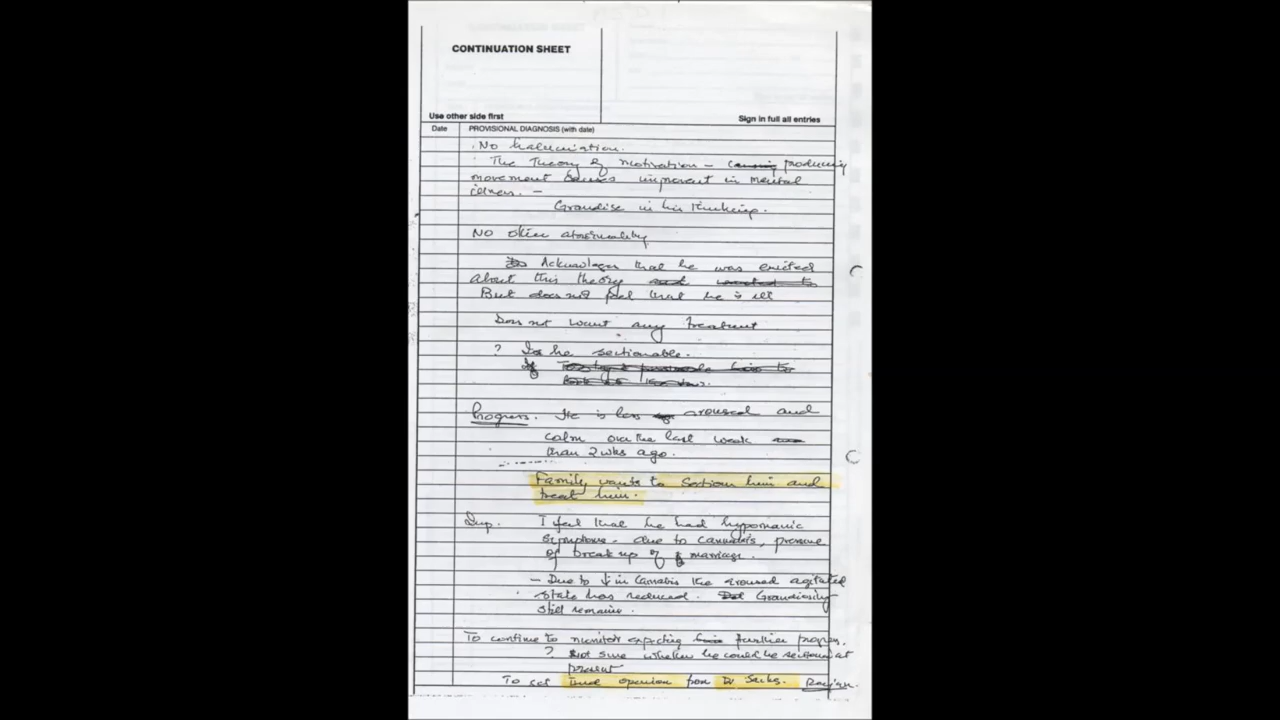 CONTINUATION SHEET
Use other side first
Sign in full all entries
Date PROVISIONAL DIAGNOSIS (with date)
No
The Theory of motivation – producing
movement causes in mental
illness. –
in his thinking.
No other abnormality
that he was excited
about this theory
But does not feel that he is ill
Does not want any treatment
? Is he sectionable.
Progress. He is less aroused and
calm over the last week
than 2 wks ago.
Family wants to section him and
treat him.
Imp. I feel that he had hypomanic
symptoms – due to cannabis, pressure
of break up of marriage.
– Due to ↓ in Cannabis the aroused agitated
state has reduced. Grandiosity
still remains.
To continue to monitor expecting further progress.
? Not sure whether he could be sectioned at
present
To get opinion from Dr Sacks.